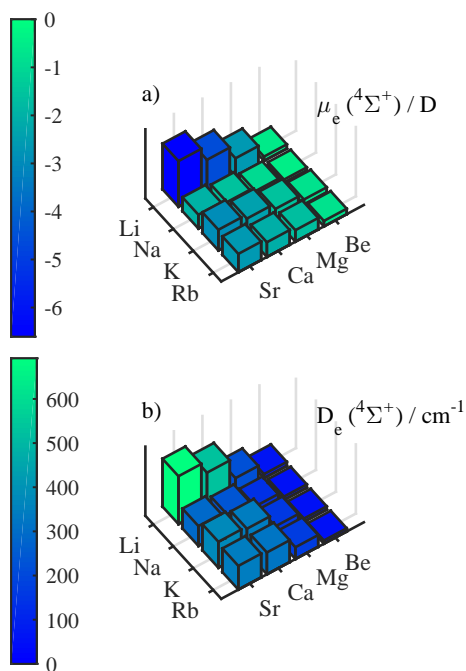 0
-1
-2
-3
-4
-5
-6
a)
μe (4Σ+) / D
Li
Na
K
Rb
Sr
Ca
Mg
Be
600
500
400
300
200
100
0
b)
De (4Σ+) / cm-1
Li
Na
K
Rb
Sr
Ca
Mg
Be